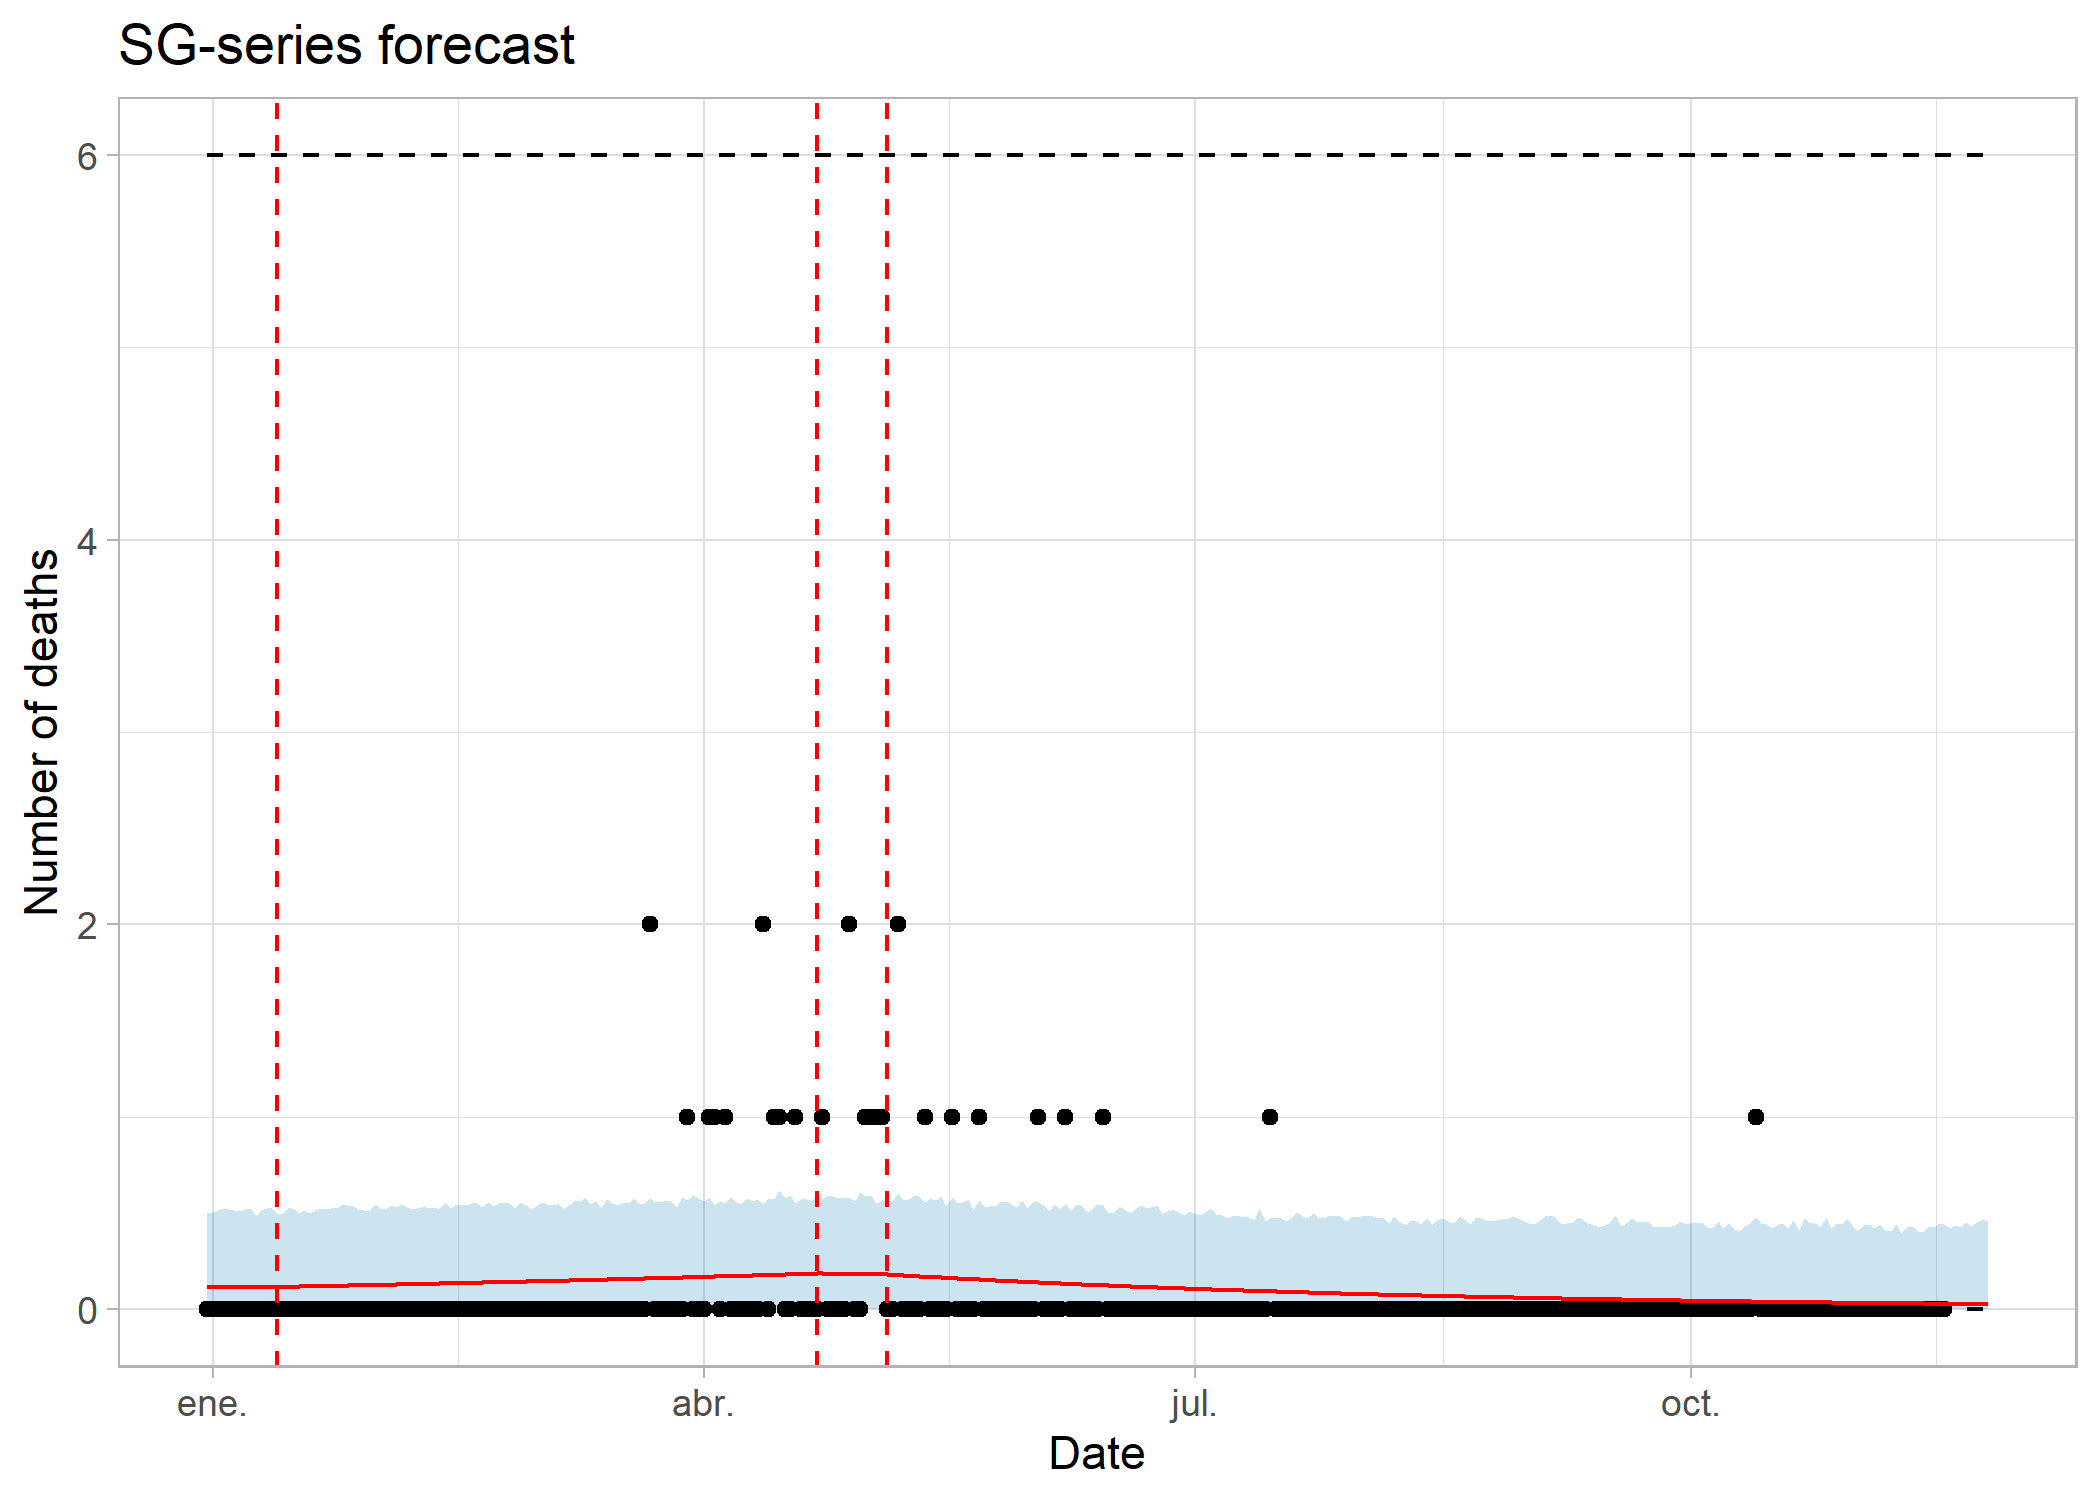 SG-series forecast
6
4
2
0
Number of deaths
ene.
abr.
jul.
oct.
Date